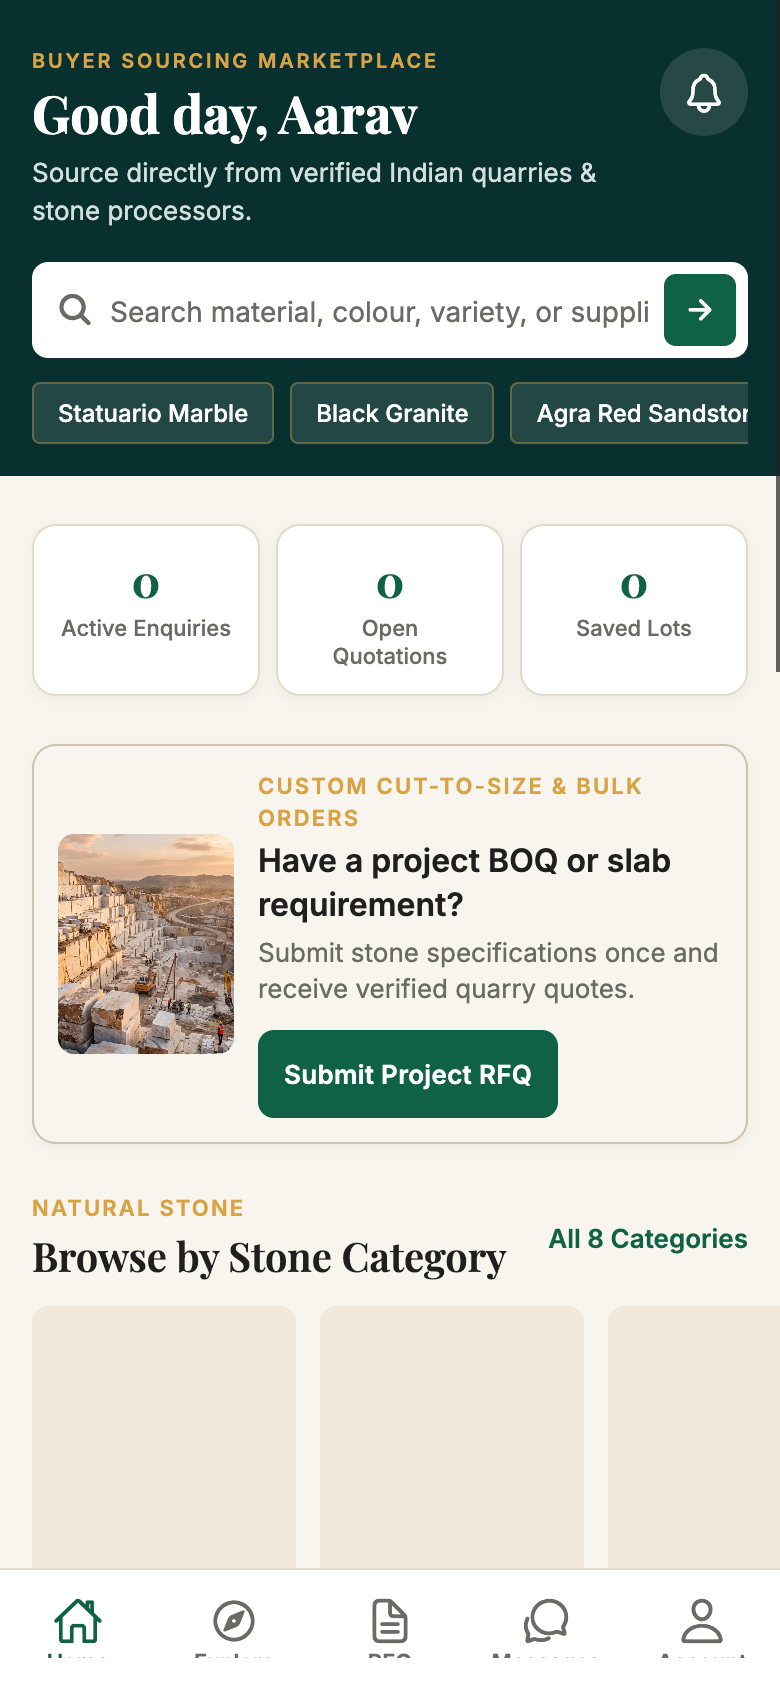 BUYER SOURCING MARKETPLACE
Good day, Aarav
Source directly from verified Indian quarries &
stone processors.
Search material, colour, variety, or suppli
Statuario Marble
Black Granite
Agra Red Sandstor
0
Active Enquiries
0
Open
Quotations
0
Saved Lots
CUSTOM CUT-TO-SIZE & BULK
ORDERS
Have a project BOQ or slab
requirement?
Submit stone specifications once and
receive verified quarry quotes.
Submit Project RFQ
NATURAL STONE
Browse by Stone Category
All 8 Categories